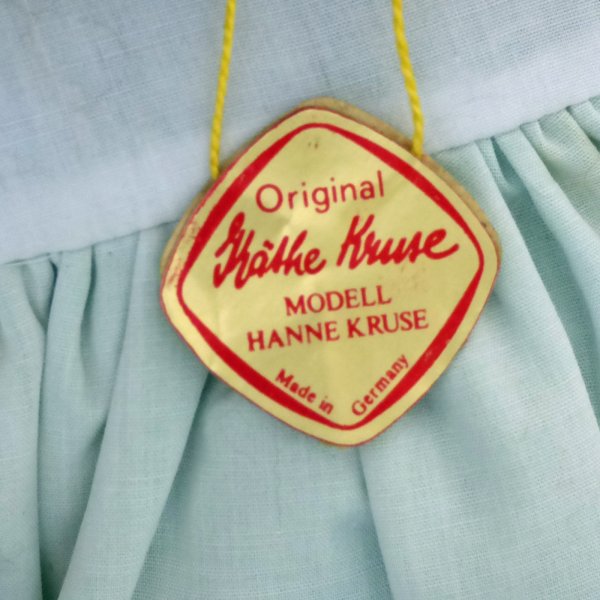 Original
Käthe Kruse
MODELL
HANNE KRUSE
Made in Germany